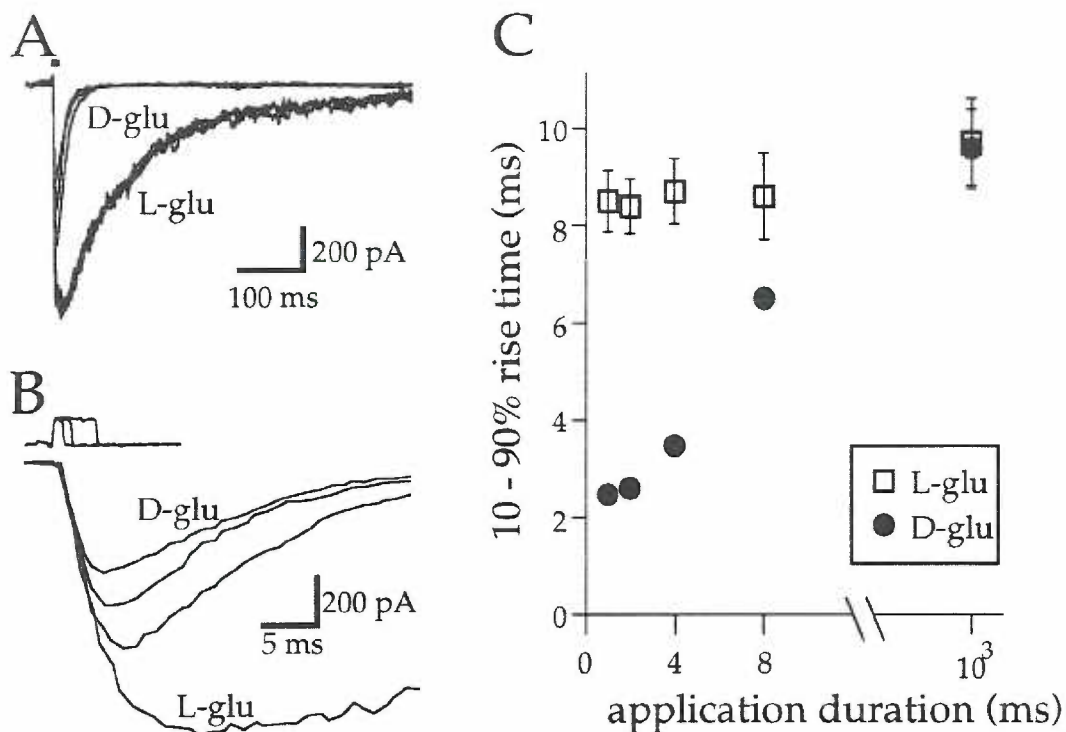 A
D-glu
L-glu
200 pA
100 ms
B
D-glu
200 pA
5 ms
L-glu
C
10 - 90% rise time (ms)
10
8
6
4
2
0
L-glu
D-glu
0
4
8
10³
application duration (ms)